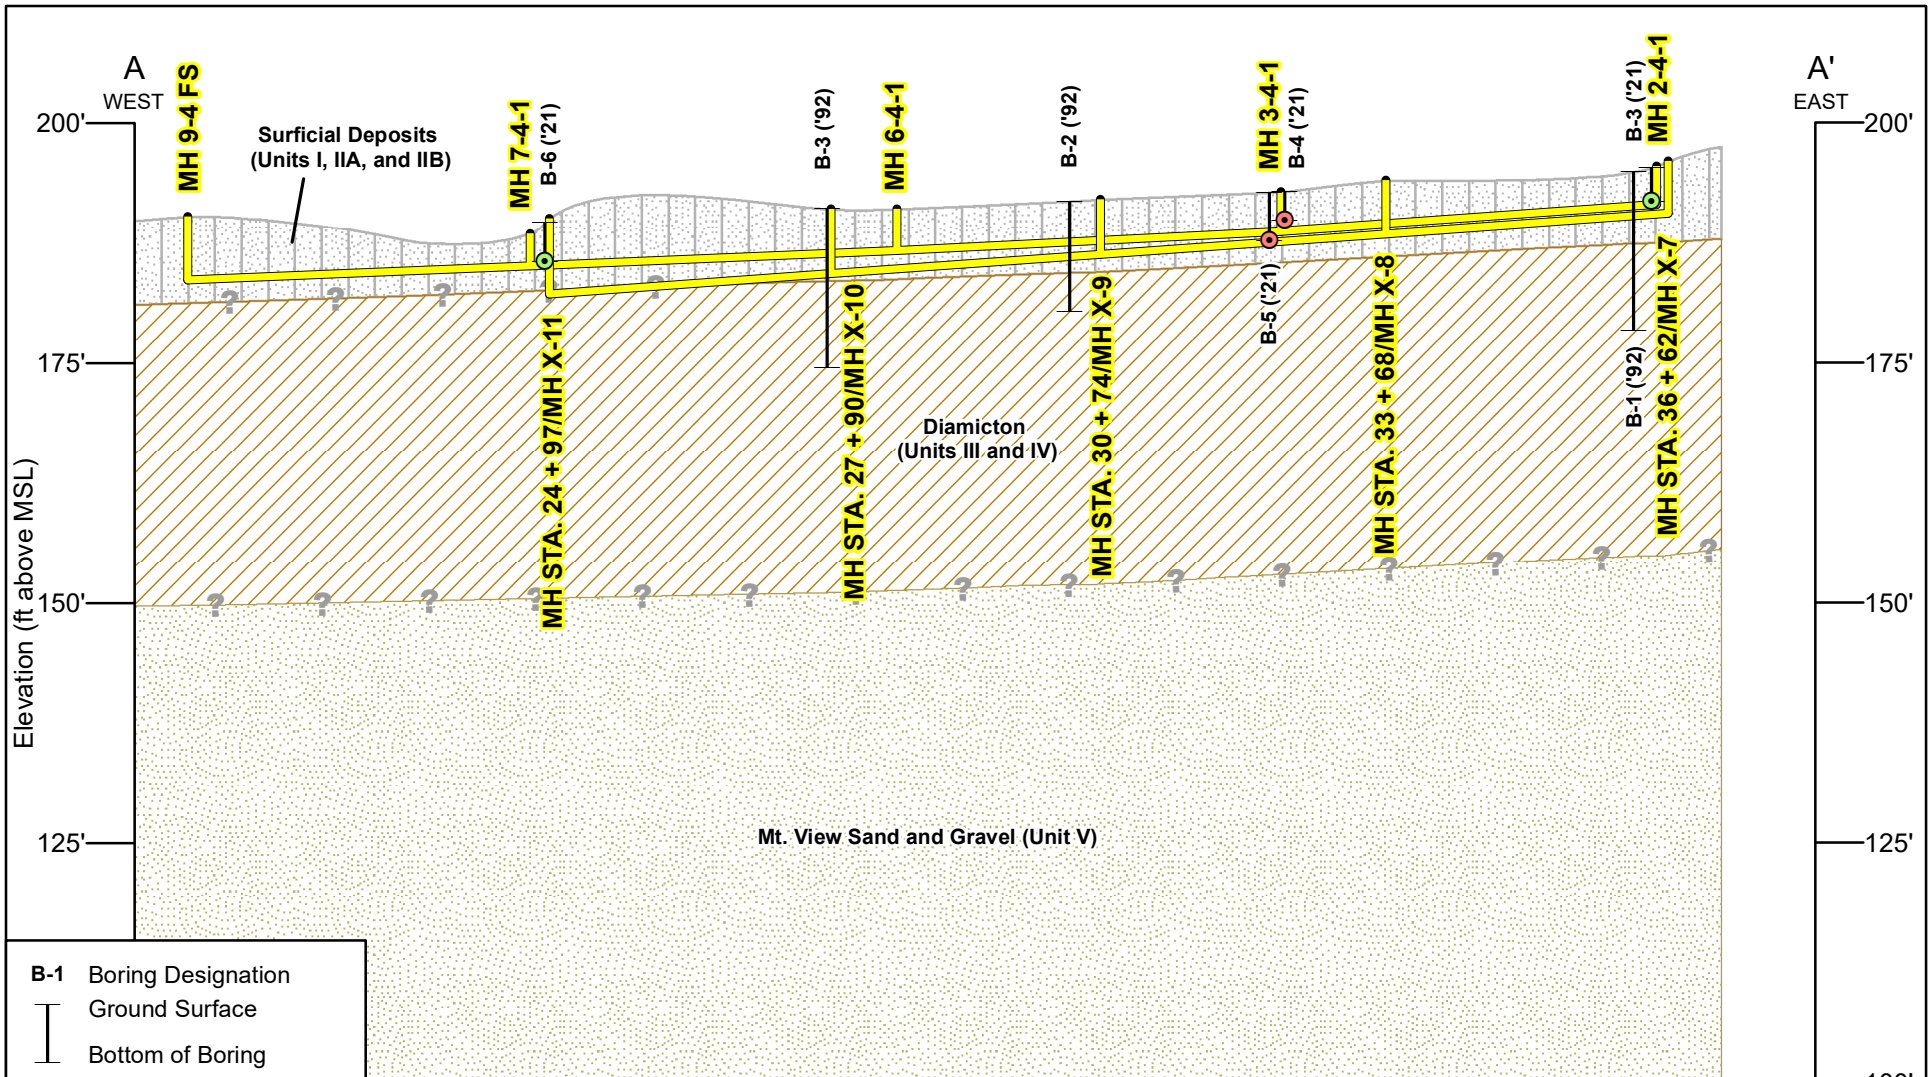 A
WEST
A'
EAST
200'
175'
150'
125'
200'
175'
150'
125'
Elevation (ft above MSL)
MH 9-4 FS
Surficial Deposits
(Units I, IIA, and IIB)
MH 7-4-1
B-6 ('21)
B-3 ('92)
MH 6-4-1
B-2 ('92)
MH 3-4-1
B-4 ('21)
B-3 ('21)
MH 2-4-1
B-5 ('21)
B-1 ('92)
MH STA. 24 + 97/MH X-11
MH STA. 27 + 90/MH X-10
MH STA. 30 + 74/MH X-9
MH STA. 33 + 68/MH X-8
MH STA. 36 + 62/MH X-7
? ? ? ? ?
Diamicton
(Units III and IV)
? ? ? ? ? ? ? ? ? ? ? ? ? ?
Mt. View Sand and Gravel (Unit V)
B-1 Boring Designation
Ground Surface
Bottom of Boring